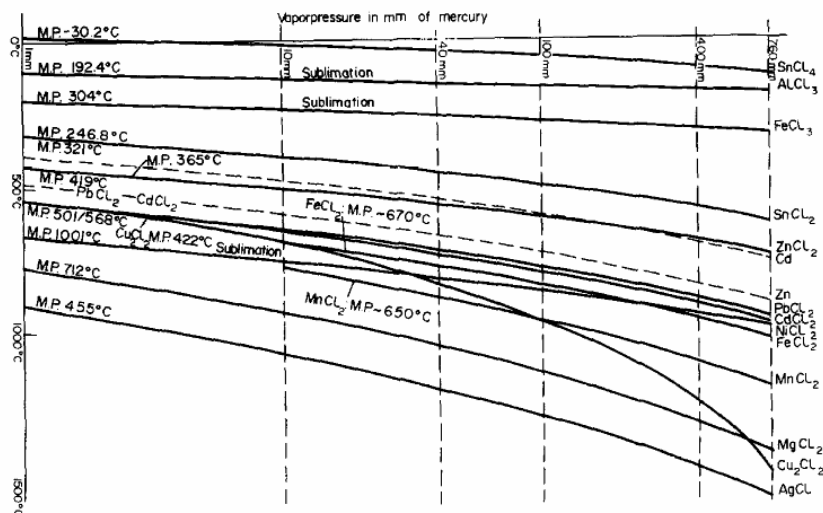 Vaporpressure in mm of mercury
M.P.-30.2°C
0°C
1mm
10mm
40mm
100mm
400mm
760mm
SnCL4
M.P. 192.4°C
Sublimation
ALCL3
M.P. 304°C
Sublimation
FeCL3
M.P. 246.8°C
M.P.321°C
M.P. 365°C
SnCL2
M.P. 419°C
500°C
PbCL2 -CdCL2
FeCL2: M.P. ~670°C
ZnCL2
Cd
M.P. 501/568°C
CuCL2 M.P. 422°C
M.P. 1001°C
Sublimation
Zn
M.P. 712°C
MnCL2: M.P.~650°C
PbCL2
CdCL2
NiCL2
FeCL2
M.P. 455°C
1000°C
MnCL2
MgCL2
Cu2CL2
AgCL
1500°C